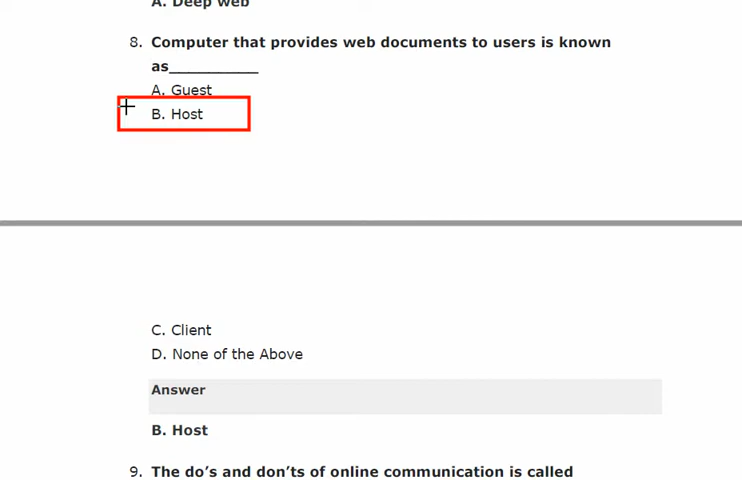 A. Deep web
8. Computer that provides web documents to users is known
as__________
A. Guest
B. Host
C. Client
D. None of the Above
Answer
B. Host
9. The do’s and don’ts of online communication is called